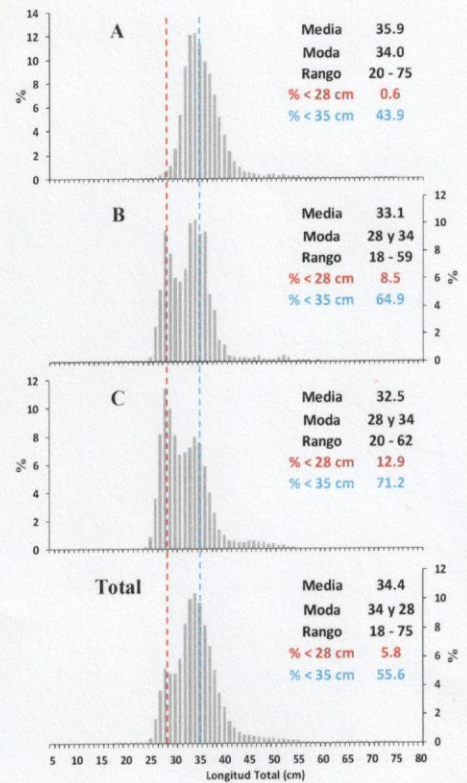 14
12
10
8
6
4
2
0
%
A
Media 35.9
Moda 34.0
Rango 20 - 75
% < 28 cm 0.6
% < 35 cm 43.9
B
Media 33.1
Moda 28 y 34
Rango 18 - 59
% < 28 cm 8.5
% < 35 cm 64.9
12
10
8
6
4
2
0
%
12
10
8
6
4
2
0
%
C
Media 32.5
Moda 28 y 34
Rango 20 - 62
% < 28 cm 12.9
% < 35 cm 71.2
Total
Media 34.4
Moda 34 y 28
Rango 18 - 75
% < 28 cm 5.8
% < 35 cm 55.6
12
10
8
6
4
2
0
%
5 10 15 20 25 30 35 40 45 50 55 60 65 70 75 80
Longitud Total (cm)